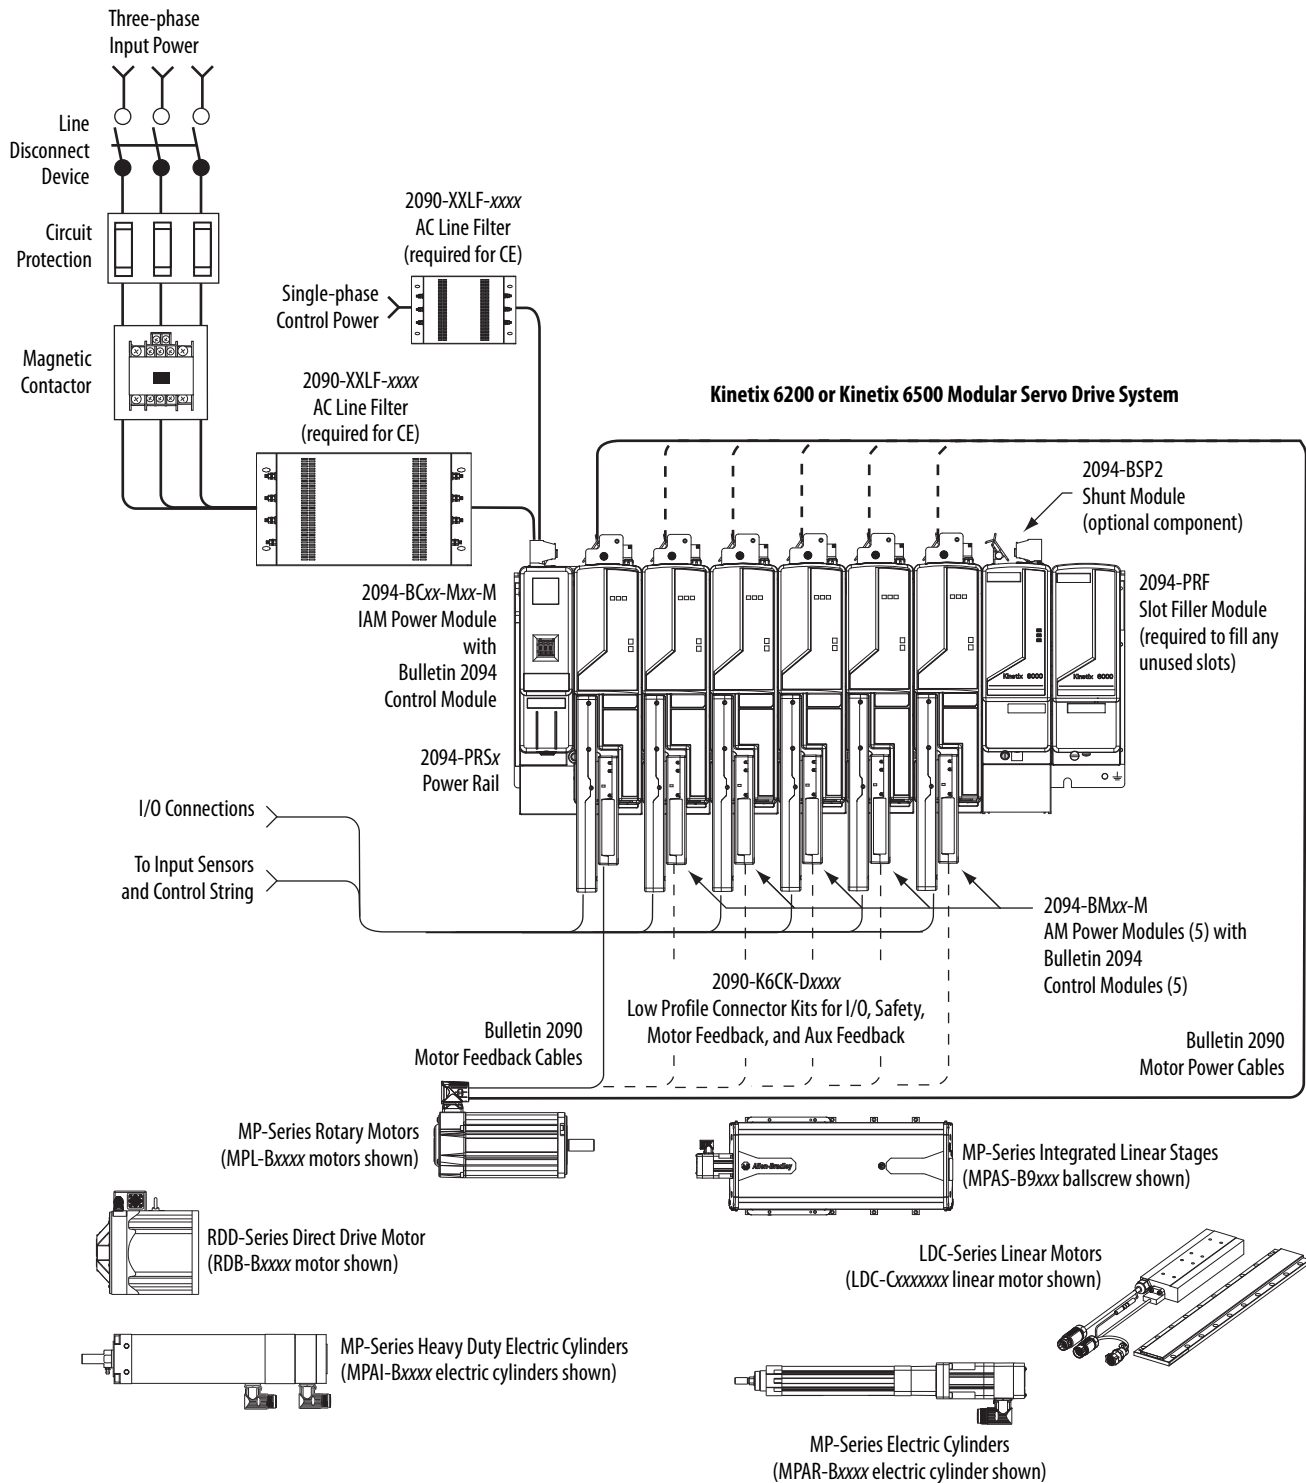 Three-phase
Input Power
Line
Disconnect
Device
Circuit
Protection
Magnetic
Contactor
2090-XXLF-xxxx
AC Line Filter
(required for CE)
Single-phase
Control Power
2090-XXLF-xxxx
AC Line Filter
(required for CE)
Kinetix 6200 or Kinetix 6500 Modular Servo Drive System
2094-BSP2
Shunt Module
(optional component)
2094-PRF
Slot Filler Module
(required to fill any
unused slots)
2094-BCxx-Mxx-M
IAM Power Module
with
Bulletin 2094
Control Module
Kinetix 6000
Kinetix 6000
2094-PRSx
Power Rail
I/O Connections
To Input Sensors
and Control String
2094-BMxx-M
AM Power Modules (5) with
Bulletin 2094
Control Modules (5)
2090-K6CK-Dxxxx
Low Profile Connector Kits for I/O, Safety,
Motor Feedback, and Aux Feedback
Bulletin 2090
Motor Feedback Cables
Bulletin 2090
Motor Power Cables
MP-Series Rotary Motors
(MPL-Bxxxx motors shown)
Allen-Bradley
MP-Series Integrated Linear Stages
(MPAS-B9xxx ballscrew shown)
RDD-Series Direct Drive Motor
(RDB-Bxxxx motor shown)
LDC-Series Linear Motors
(LDC-Cxxxxxxx linear motor shown)
MP-Series Heavy Duty Electric Cylinders
(MPAI-Bxxxx electric cylinders shown)
MP-Series Electric Cylinders
(MPAR-Bxxxx electric cylinder shown)